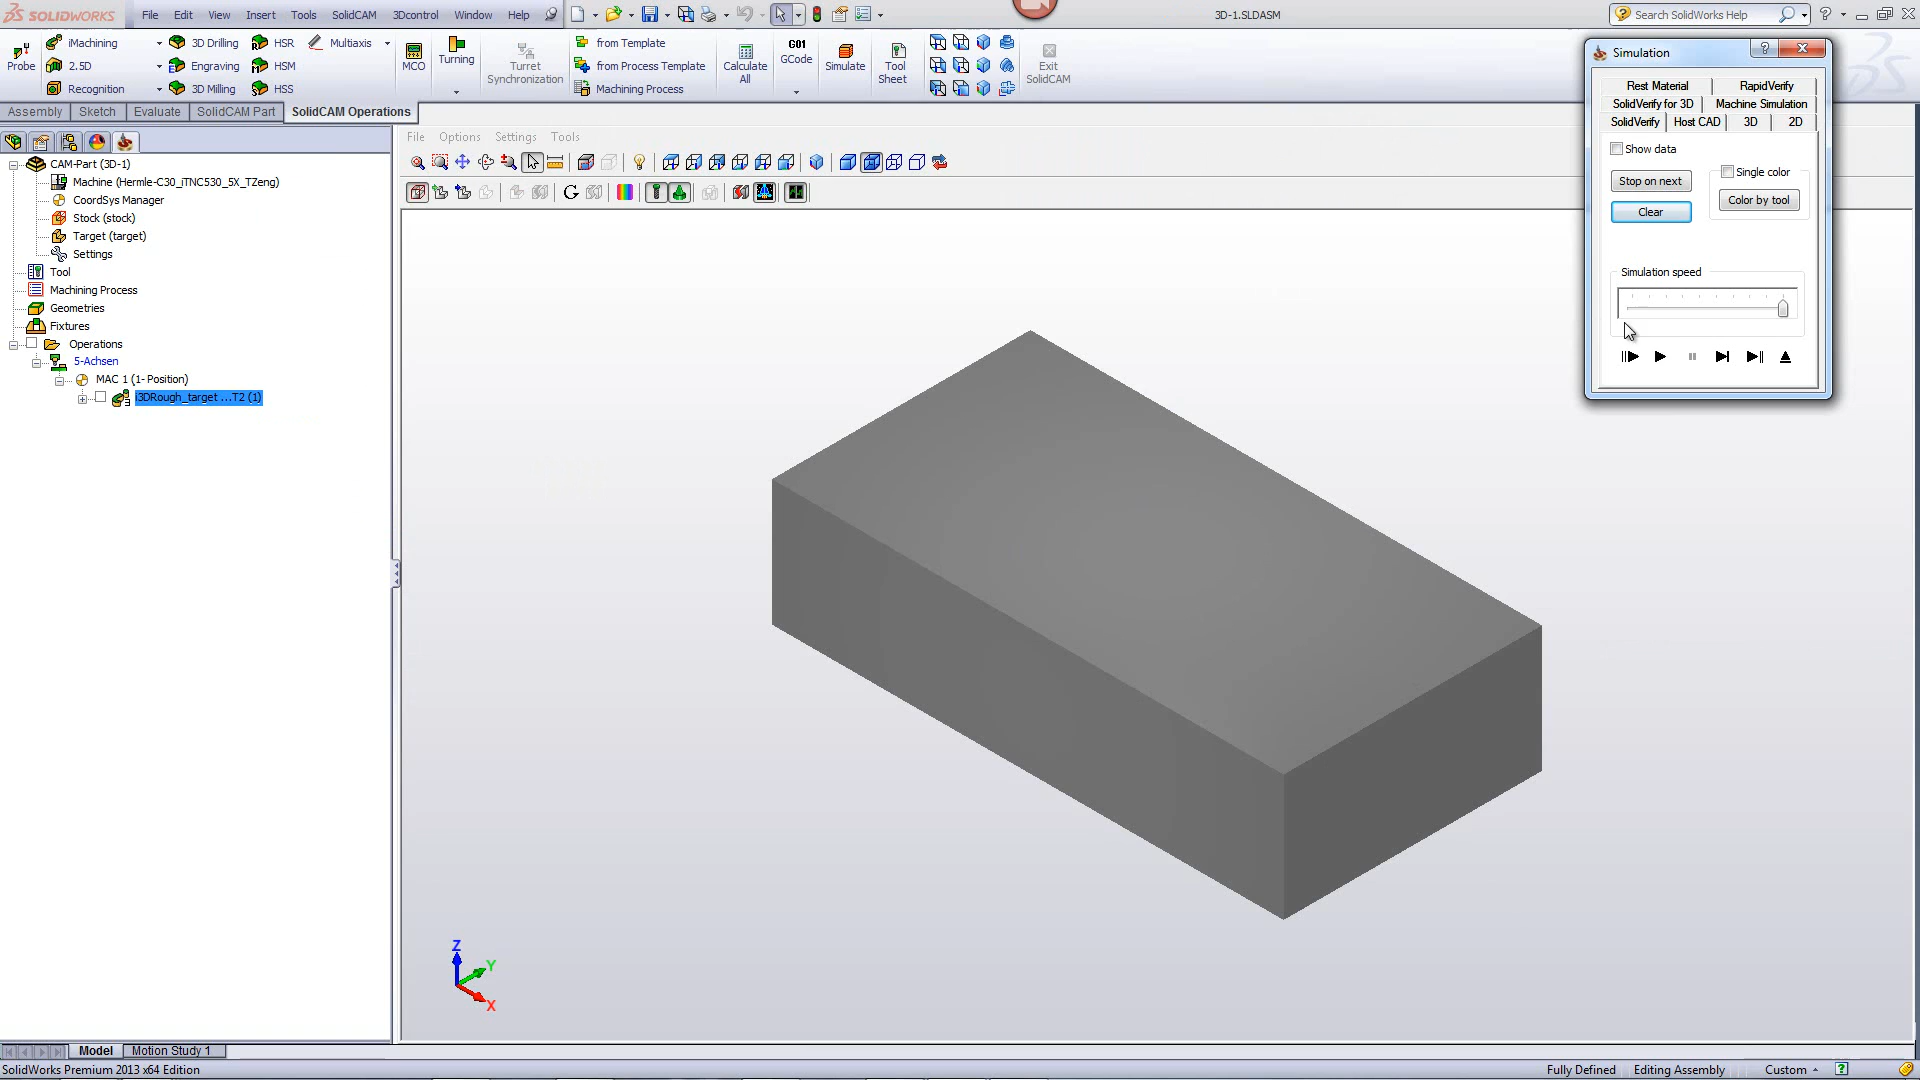 SOLIDWORKS File Edit View Insert Tools SolidCAM 3Dcontrol Window Help 3D-1.SLDASM Search SolidWorks Help
Probe
iMachining 3D Drilling HSR Multiaxis
2.5D Engraving HSM
Recognition 3D Milling HSS
MCO
Turning
Turret
Synchronization
from Template
from Process Template
Machining Process
Calculate
All
G01
GCode
Simulate
Tool
Sheet
Exit
SolidCAM
Assembly Sketch Evaluate SolidCAM Part SolidCAM Operations
CAM-Part (3D-1)
Machine (Hermle-C30_iTNC530_5X_TZeng)
CoordSys Manager
Stock (stock)
Target (target)
Settings
Tool
Machining Process
Geometries
Fixtures
Operations
5-Achsen
MAC 1 (1- Position)
i3DRough_target ...T2 (1)
File Options Settings Tools
Simulation
Rest Material RapidVerify
SolidVerify for 3D Machine Simulation
SolidVerify Host CAD 3D 2D
Show data
Stop on next
Clear
Single color
Color by tool
Simulation speed
Z
Y
X
Model Motion Study 1
SolidWorks Premium 2013 x64 Edition Fully Defined Editing Assembly Custom